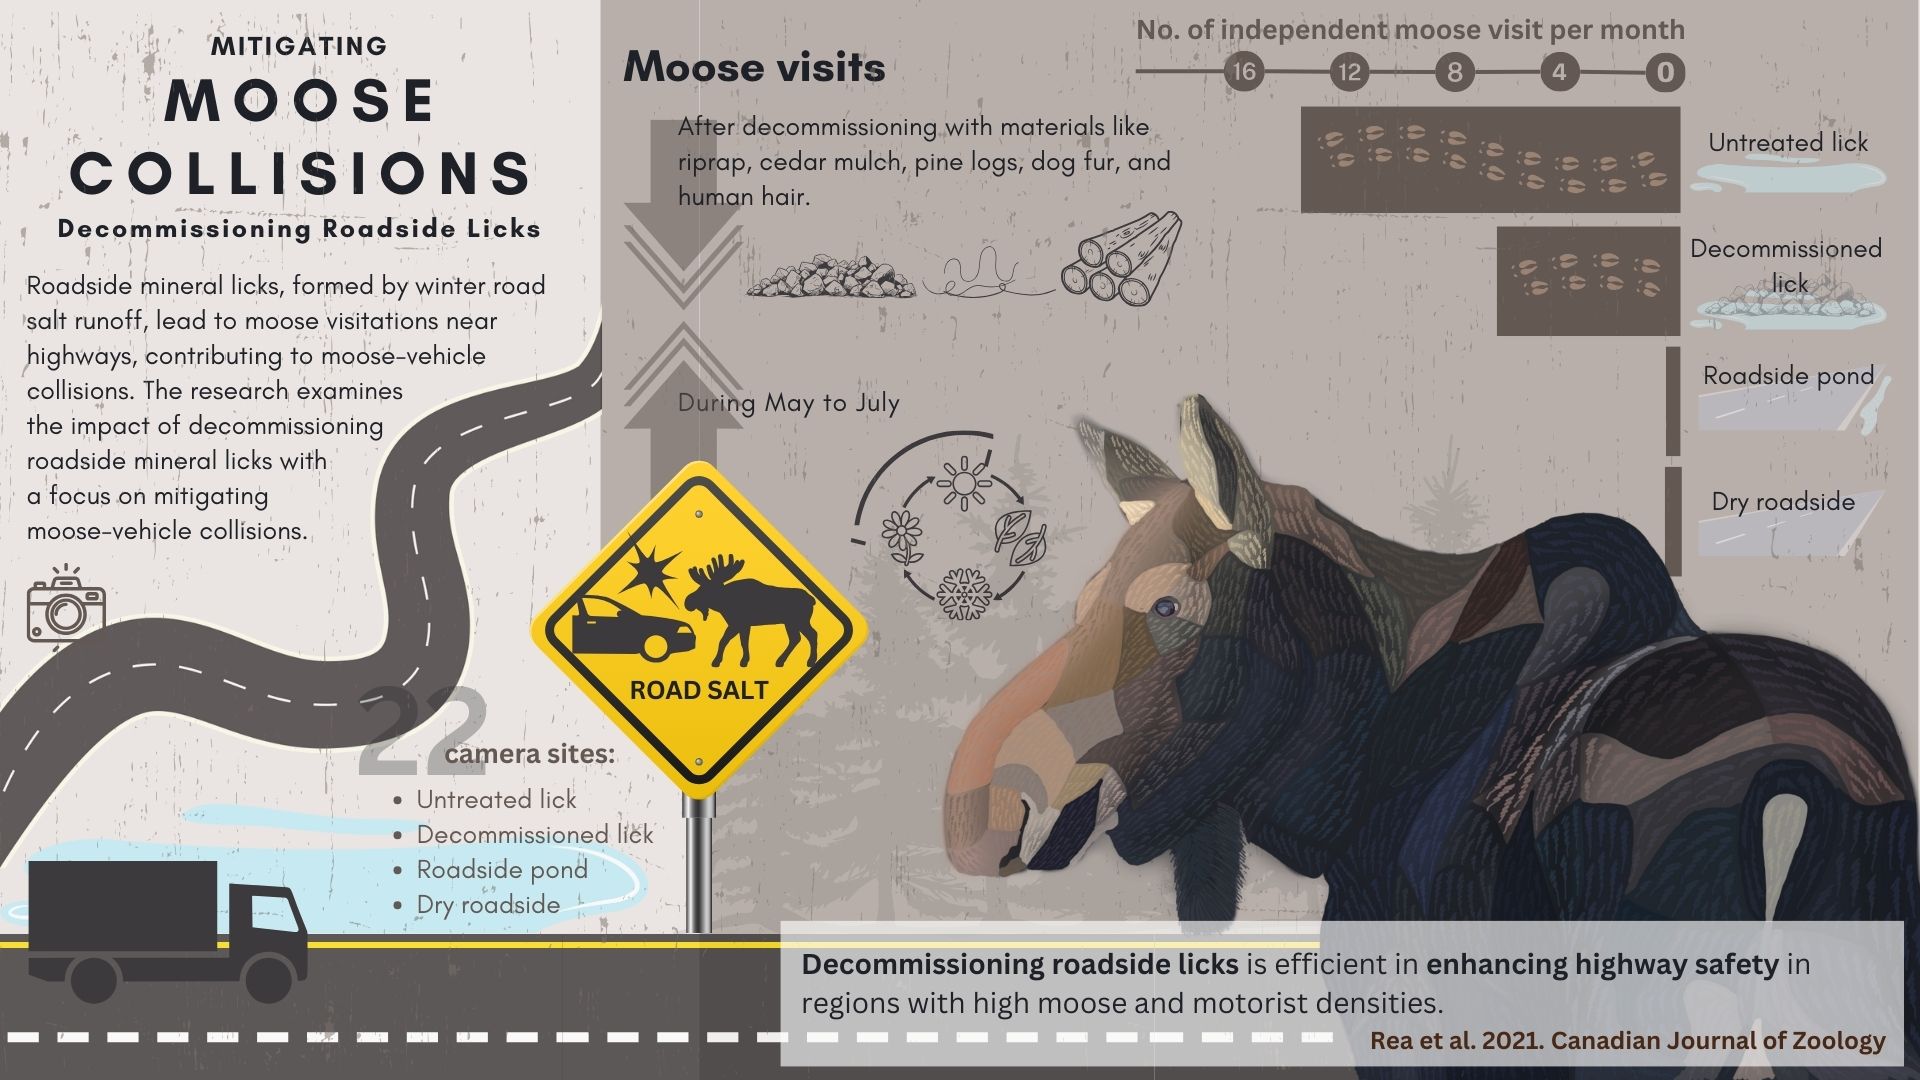 MITIGATING
MOOSE
COLLISIONS
Decommissioning Roadside Licks
Roadside mineral licks, formed by winter road
salt runoff, lead to moose visitations near
highways, contributing to moose-vehicle
collisions. The research examines
the impact of decommissioning
roadside mineral licks with
a focus on mitigating
moose-vehicle collisions.
22
camera sites:
• Untreated lick
• Decommissioned lick
• Roadside pond
• Dry roadside
Moose visits
After decommissioning with materials like
riprap, cedar mulch, pine logs, dog fur, and
human hair.
During May to July
ROAD SALT
No. of independent moose visit per month
16 12 8 4 0
Untreated lick
Decommissioned
lick
Roadside pond
Dry roadside
Decommissioning roadside licks is efficient in enhancing highway safety in
regions with high moose and motorist densities.
Rea et al. 2021. Canadian Journal of Zoology